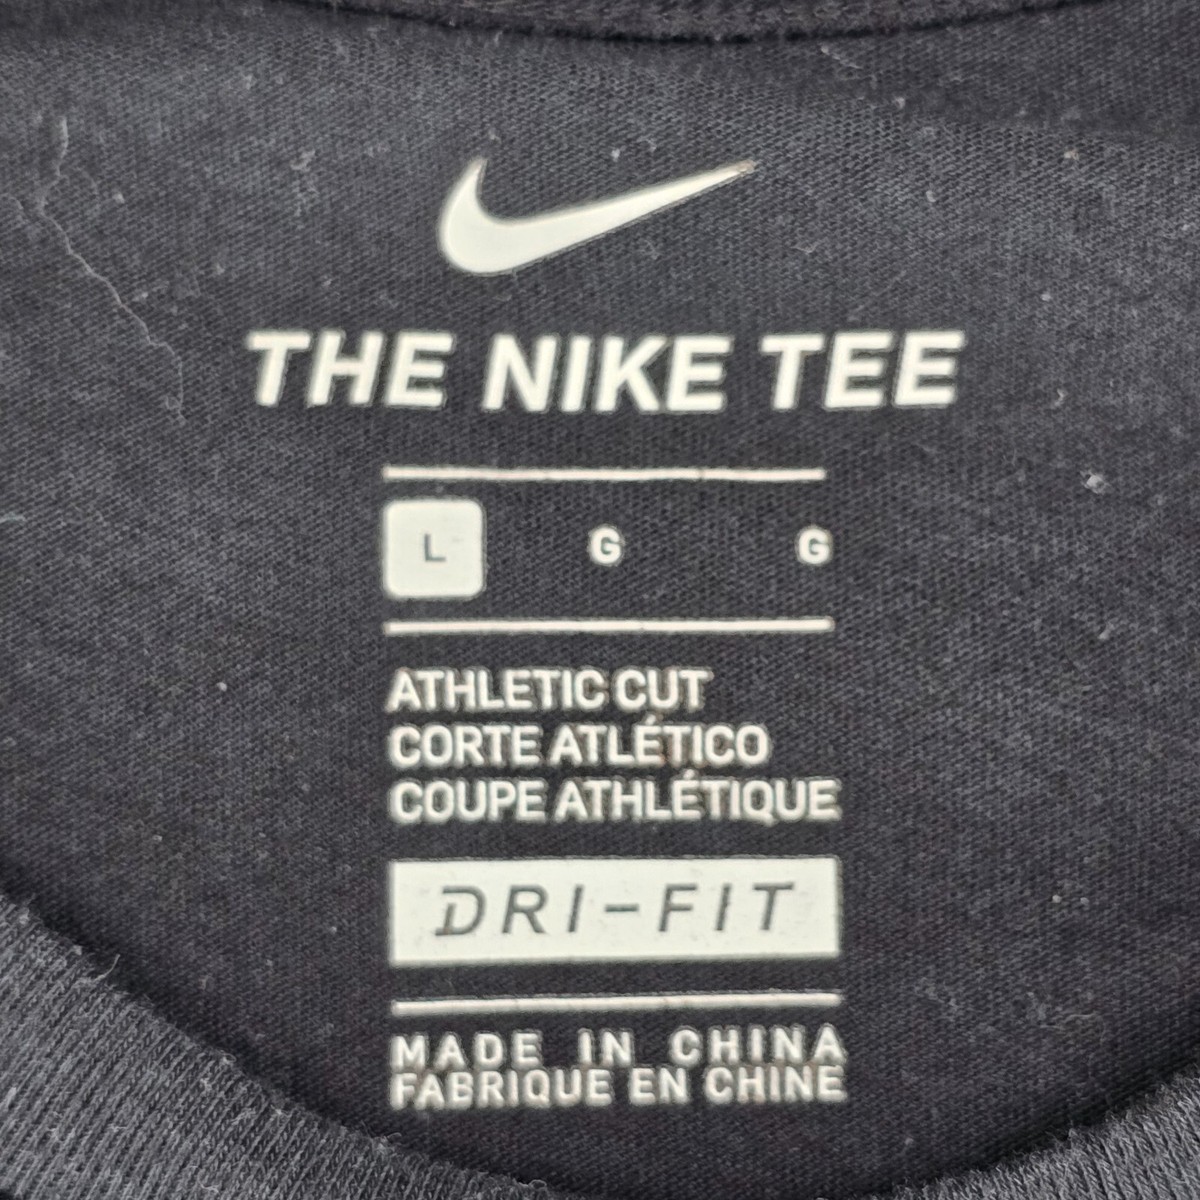 THE NIKE TEE
L G G
ATHLETIC CUT
CORTE ATLÉTICO
COUPE ATHLÉTIQUE
DRI-FIT
MADE IN CHINA
FABRIQUE EN CHINE